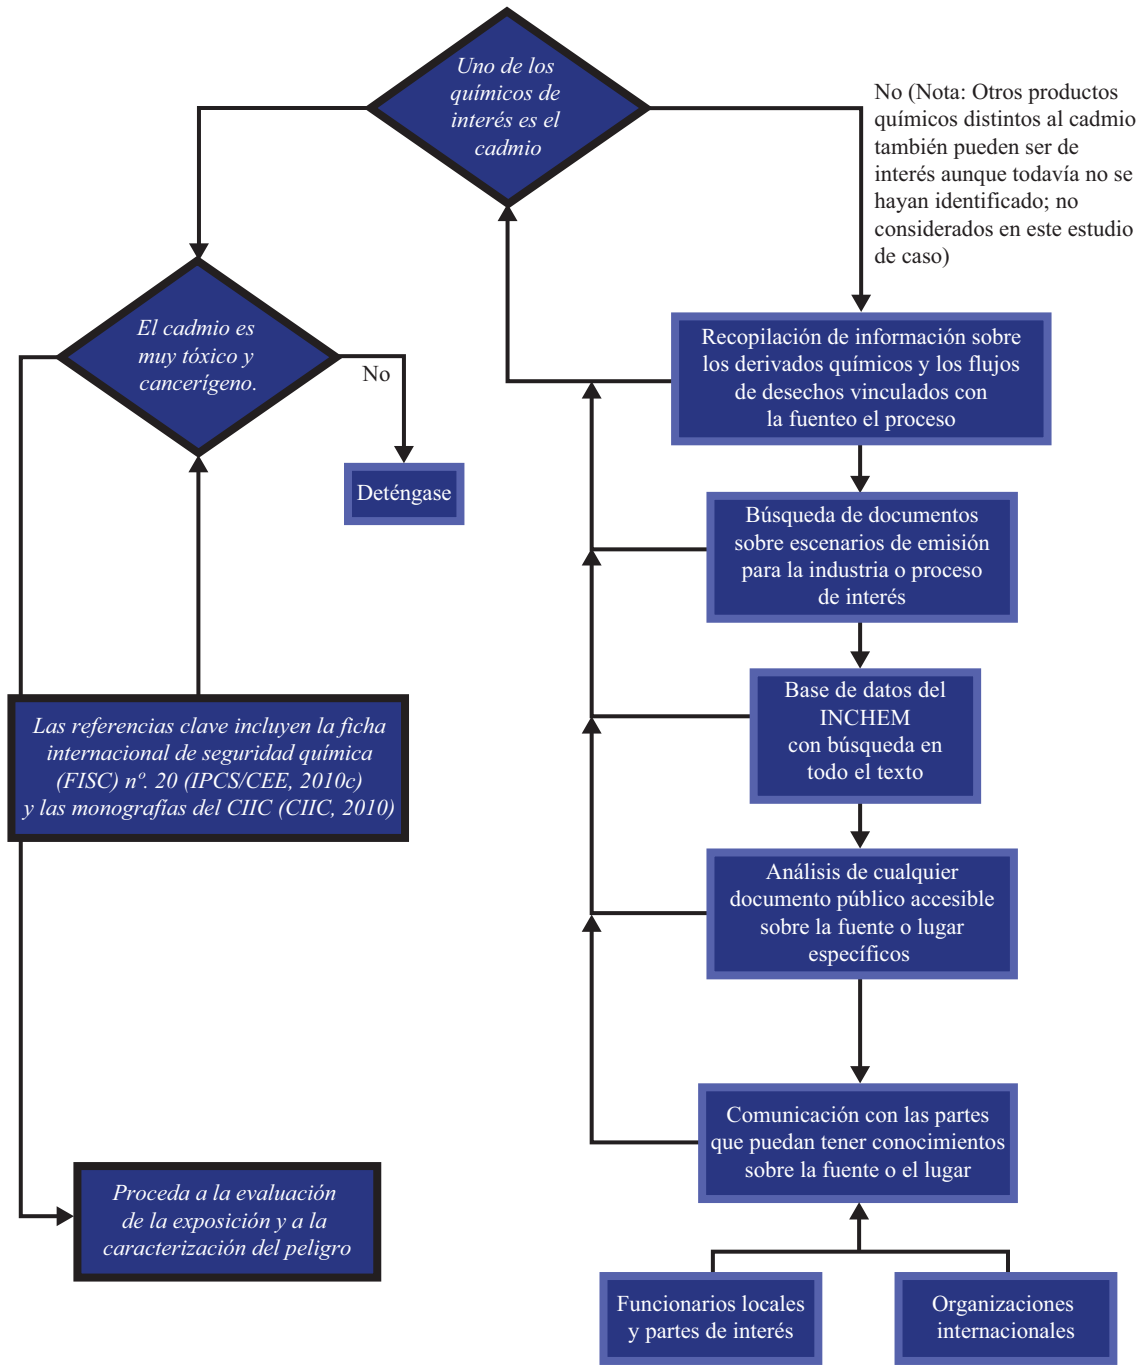 Uno de los
químicos de
interés es el
cadmio
No (Nota: Otros productos
químicos distintos al cadmio
también pueden ser de
interés aunque todavía no se
hayan identificado; no
considerados en este estudio
de caso)
El cadmio es
muy tóxico y
cancerígeno.
No
Deténgase
Las referencias clave incluyen la ficha
internacional de seguridad química
(FISC) nº. 20 (IPCS/CEE, 2010c)
y las monografías del CIIC (CIIC, 2010)
Proceda a la evaluación
de la exposición y a la
caracterización del peligro
Recopilación de información sobre
los derivados químicos y los flujos
de desechos vinculados con
la fuenteo el proceso
Búsqueda de documentos
sobre escenarios de emisión
para la industria o proceso
de interés
Base de datos del
INCHEM
con búsqueda en
todo el texto
Análisis de cualquier
documento público accesible
sobre la fuente o lugar
específicos
Comunicación con las partes
que puedan tener conocimientos
sobre la fuente o el lugar
Funcionarios locales
y partes de interés
Organizaciones
internacionales